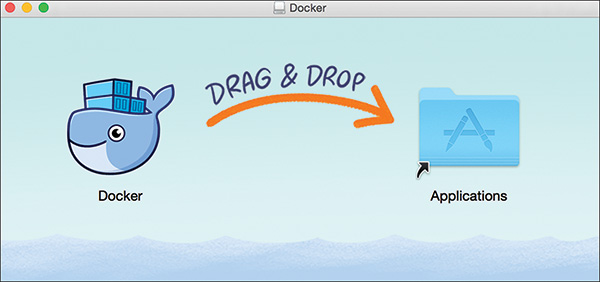 Docker
DRAG & DROP
Docker
Applications